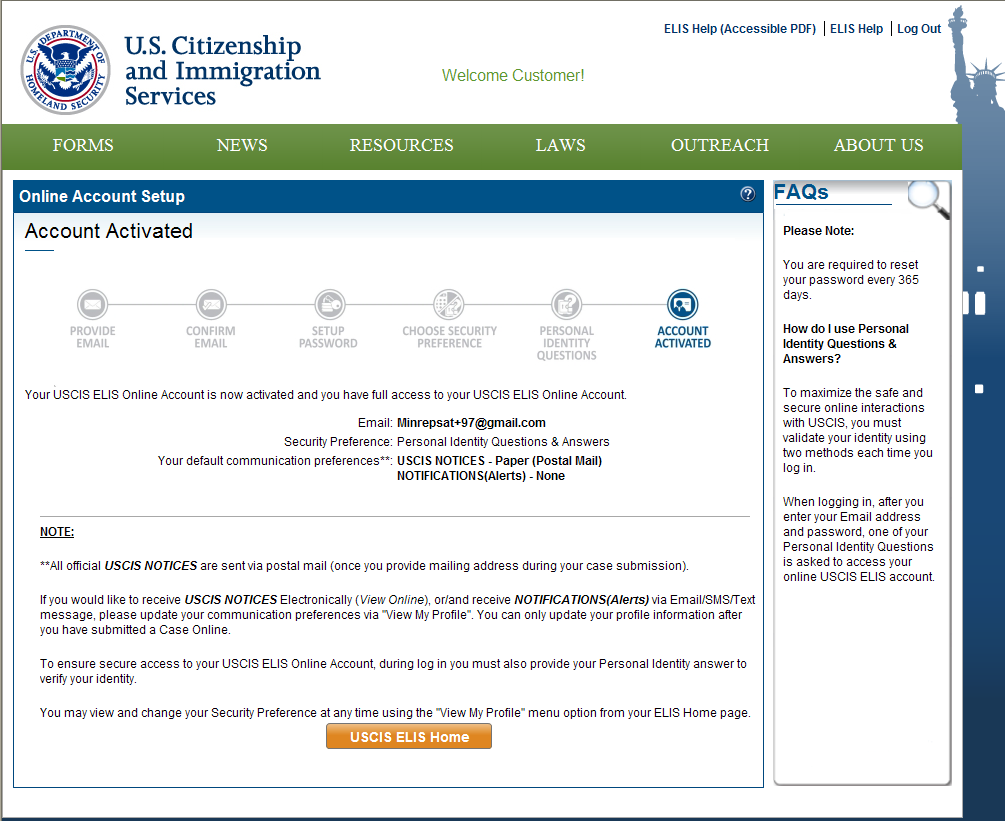 ELIS Help (Accessible PDF) | ELIS Help | Log Out
U.S. DEPARTMENT OF HOMELAND SECURITY
U.S. Citizenship
and Immigration
Services
Welcome Customer!
FORMS NEWS RESOURCES LAWS OUTREACH ABOUT US
Online Account Setup
?
Account Activated
PROVIDE
EMAIL
CONFIRM
EMAIL
SETUP
PASSWORD
CHOOSE SECURITY
PREFERENCE
PERSONAL
IDENTITY
QUESTIONS
ACCOUNT
ACTIVATED
Your USCIS ELIS Online Account is now activated and you have full access to your USCIS ELIS Online Account.
Email: Minrepsat+97@gmail.com
Security Preference: Personal Identity Questions & Answers
Your default communication preferences**: USCIS NOTICES - Paper (Postal Mail)
NOTIFICATIONS(Alerts) - None
NOTE:
**All official USCIS NOTICES are sent via postal mail (once you provide mailing address during your case submission).
If you would like to receive USCIS NOTICES Electronically (View Online), or/and receive NOTIFICATIONS(Alerts) via Email/SMS/Text
message, please update your communication preferences via "View My Profile". You can only update your profile information after
you have submitted a Case Online.
To ensure secure access to your USCIS ELIS Online Account, during log in you must also provide your Personal Identity answer to
verify your identity.
You may view and change your Security Preference at any time using the "View My Profile" menu option from your ELIS Home page.
USCIS ELIS Home
FAQs
Please Note:
You are required to reset
your password every 365
days.
How do I use Personal
Identity Questions &
Answers?
To maximize the safe and
secure online interactions
with USCIS, you must
validate your identity using
two methods each time you
log in.
When logging in, after you
enter your Email address
and password, one of your
Personal Identity Questions
is asked to access your
online USCIS ELIS account.